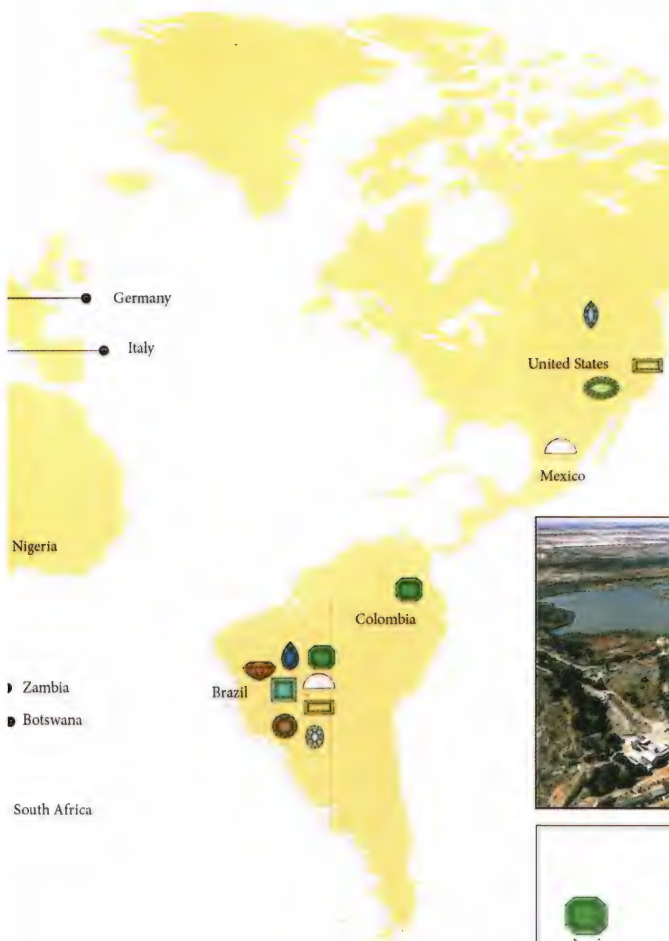 Germany
Italy
United States
Mexico
Nigeria
Colombia
Zambia
Brazil
Botswana
South Africa